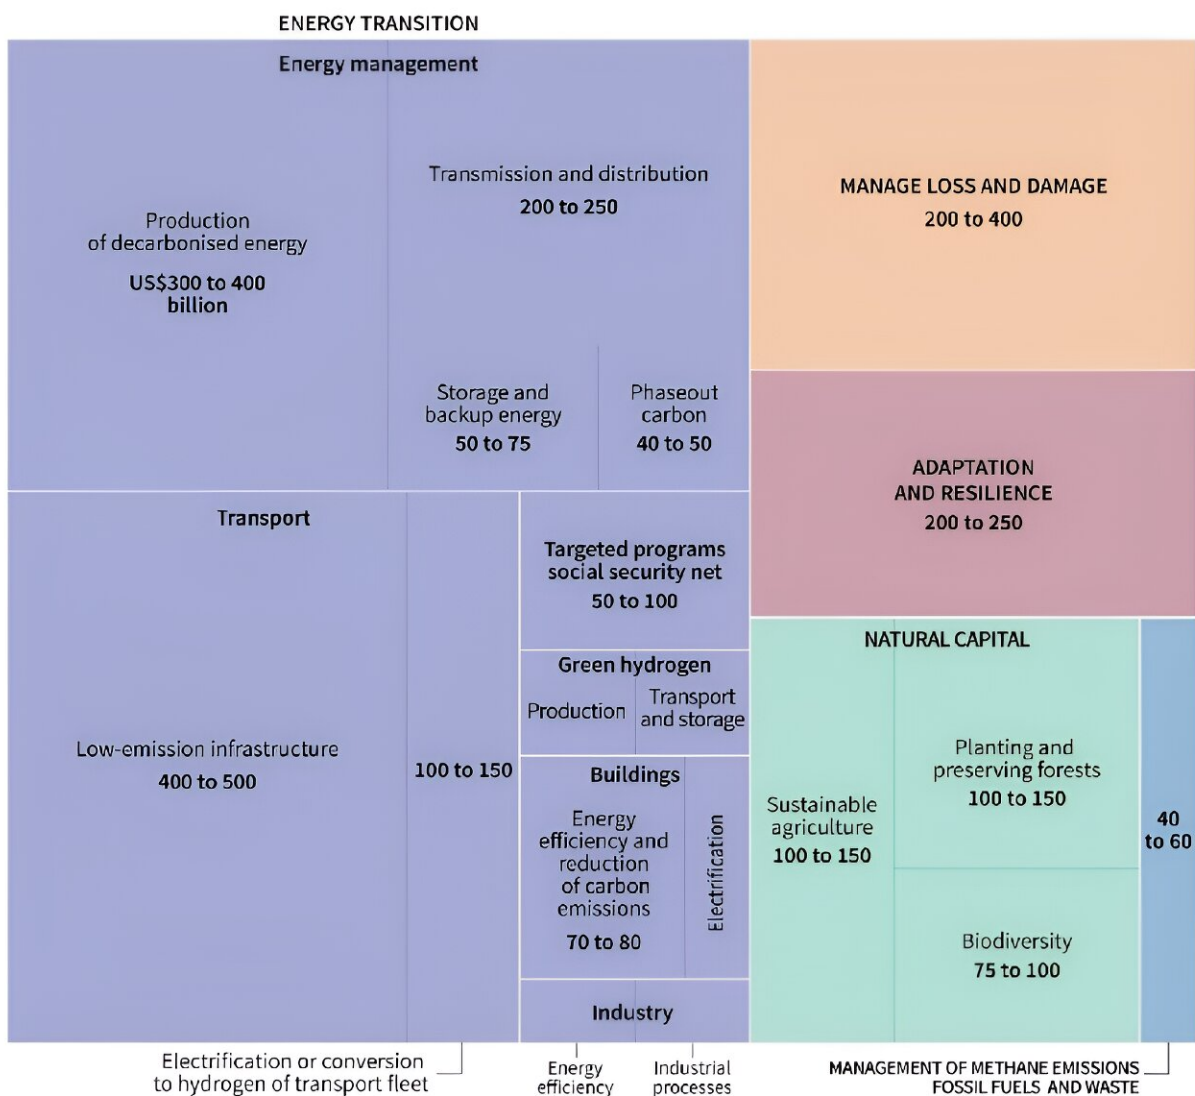 ENERGY TRANSITION
Energy management
Production
of decarbonised energy
US$300 to 400
billion
Transmission and distribution
200 to 250
Storage and
backup energy
50 to 75
Phaseout
carbon
40 to 50
MANAGE LOSS AND DAMAGE
200 to 400
ADAPTATION
AND RESILIENCE
200 to 250
Transport
Low-emission infrastructure
400 to 500
100 to 150
Electrification or conversion
to hydrogen of transport fleet
Targeted programs
social security net
50 to 100
Green hydrogen
Production
Transport
and storage
Buildings
Energy
efficiency and
reduction
of carbon
emissions
70 to 80
Electrification
Industry
Energy
efficiency
Industrial
processes
NATURAL CAPITAL
Sustainable
agriculture
100 to 150
Planting and
preserving forests
100 to 150
Biodiversity
75 to 100
40
to 60
MANAGEMENT OF METHANE EMISSIONS
FOSSIL FUELS AND WASTE